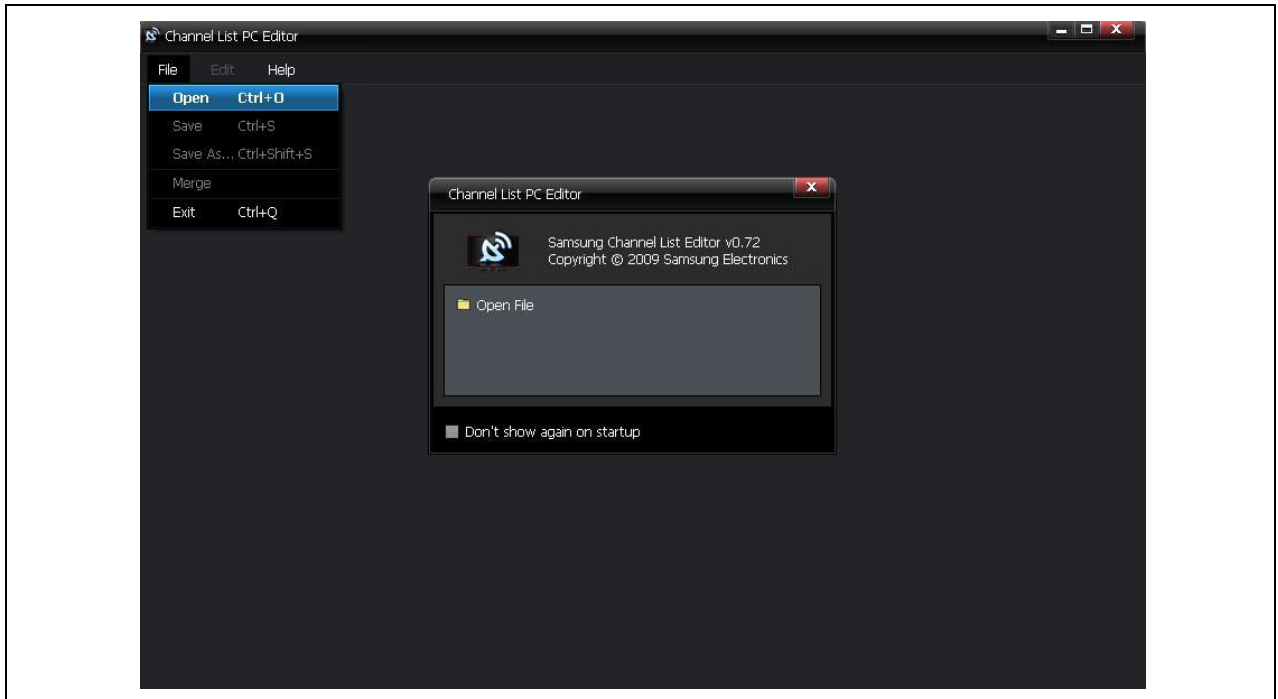 Channel List PC Editor
File Edit Help
Open Ctrl+O
Save Ctrl+S
Save As... Ctrl+Shift+S
Merge
Exit Ctrl+Q
Channel List PC Editor
Samsung Channel List Editor v0.72
Copyright © 2009 Samsung Electronics
Open File
Don't show again on startup